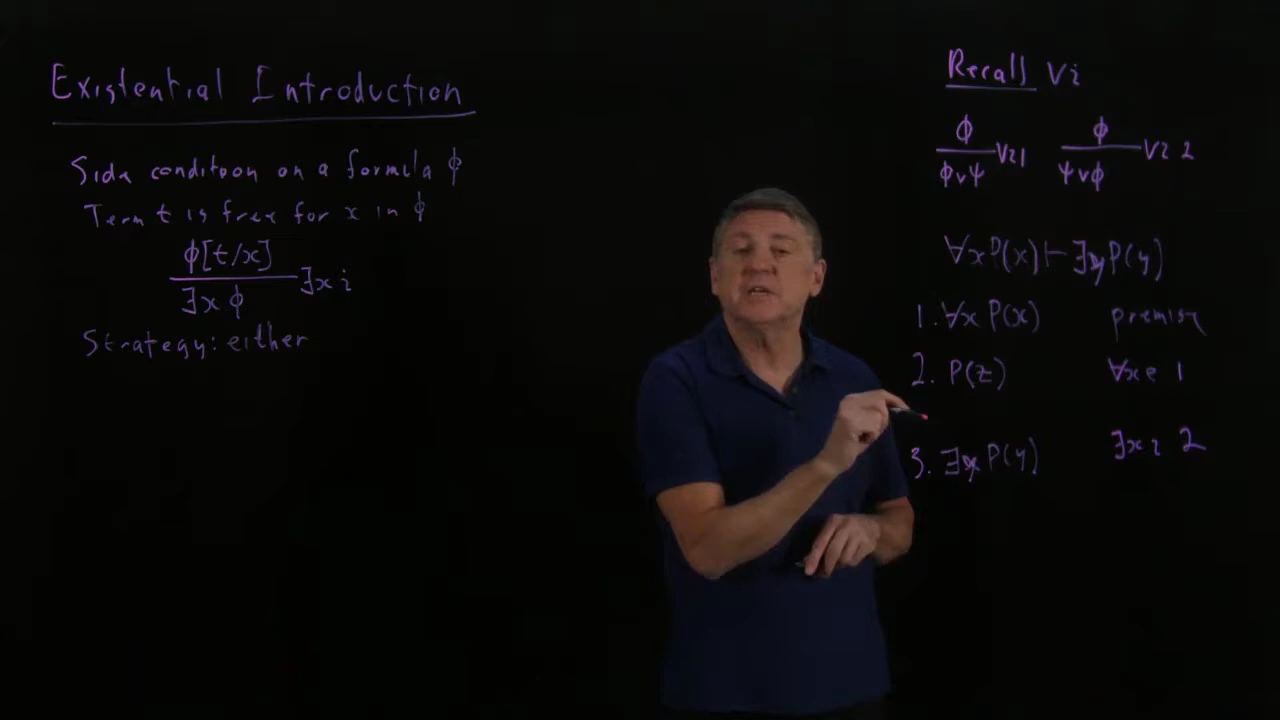 Existential Introduction
Side condition on a formula ϕ
Term t is free for x in ϕ
ϕ[t/x]
∃x ϕ ∃x i
Strategy: either
Recall ∨i
ϕ ϕ
ϕ∨ψ ∨i1 ψ∨ϕ ∨i 2
∀xP(x) ⊢ ∃y P(y)
1. ∀x P(x) premise
2. P(z) ∀x e 1
3. ∃y P(y) ∃x i 2